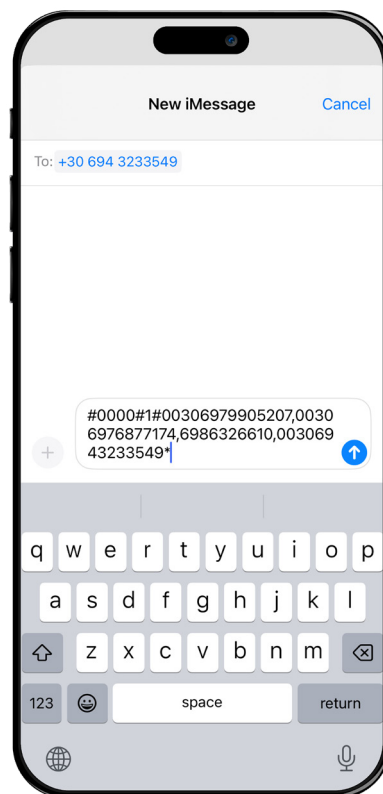 New iMessage
Cancel
To: +30 694 3233549
#0000#1#00306979905207,0030
6976877174,6986326610,003069
43233549*
q w e r t y u i o p
a s d f g h j k l
z x c v b n m
123 space return